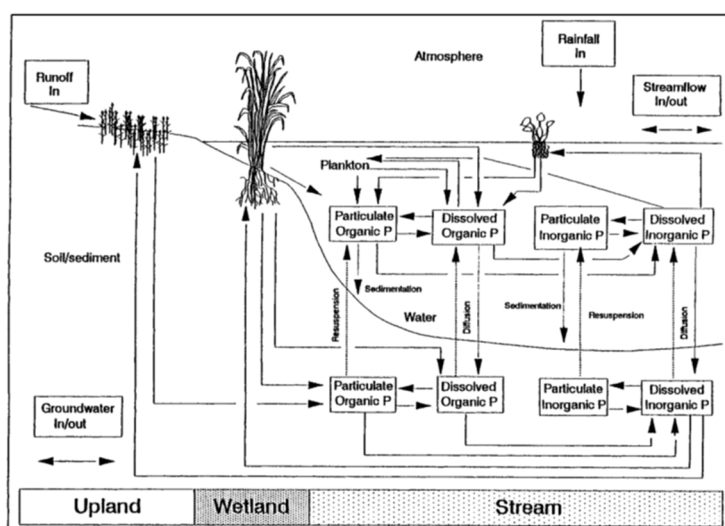 Atmosphere
Rainfall
In
Runoff
In
Streamflow
In/out
Plankton
Particulate
Organic P
Dissolved
Organic P
Particulate
Inorganic P
Dissolved
Inorganic P
Soil/sediment
Sedimentation
Resuspension
Water
Diffusion
Sedimentation
Resuspension
Diffusion
Particulate
Organic P
Dissolved
Organic P
Particulate
Inorganic P
Dissolved
Inorganic P
Groundwater
In/out
Upland
Wetland
Stream